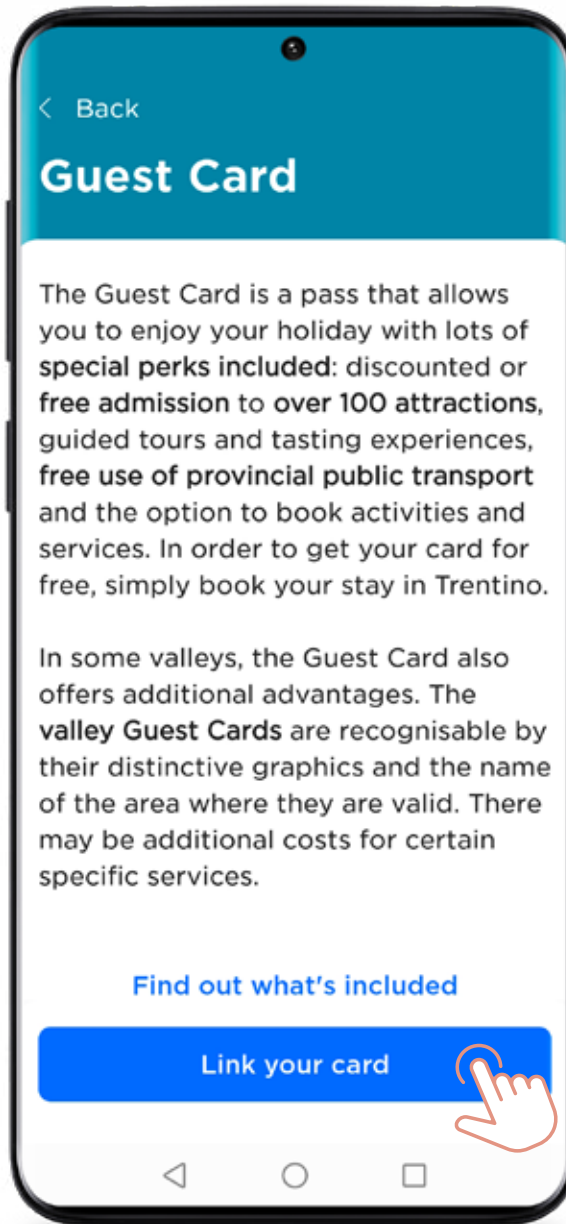 Back
Guest Card
The Guest Card is a pass that allows
you to enjoy your holiday with lots of
special perks included: discounted or
free admission to over 100 attractions,
guided tours and tasting experiences,
free use of provincial public transport
and the option to book activities and
services. In order to get your card for
free, simply book your stay in Trentino.
In some valleys, the Guest Card also
offers additional advantages. The
valley Guest Cards are recognisable by
their distinctive graphics and the name
of the area where they are valid. There
may be additional costs for certain
specific services.
Find out what's included
Link your card